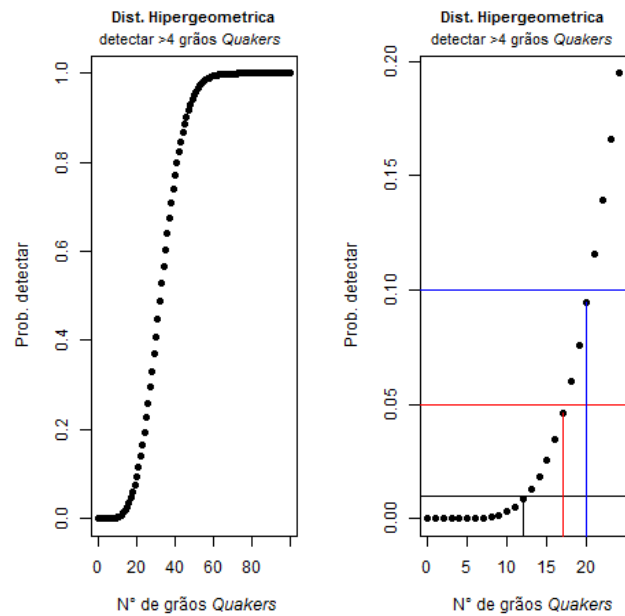 Dist. Hipergeometrica
detectar >4 grãos Quakers
Prob. detectar
0.0 0.2 0.4 0.6 0.8 1.0
0 20 40 60 80
N° de grãos Quakers
Dist. Hipergeometrica
detectar >4 grãos Quakers
Prob. detectar
0.00 0.05 0.10 0.15 0.20
0 5 10 15 20
N° de grãos Quakers